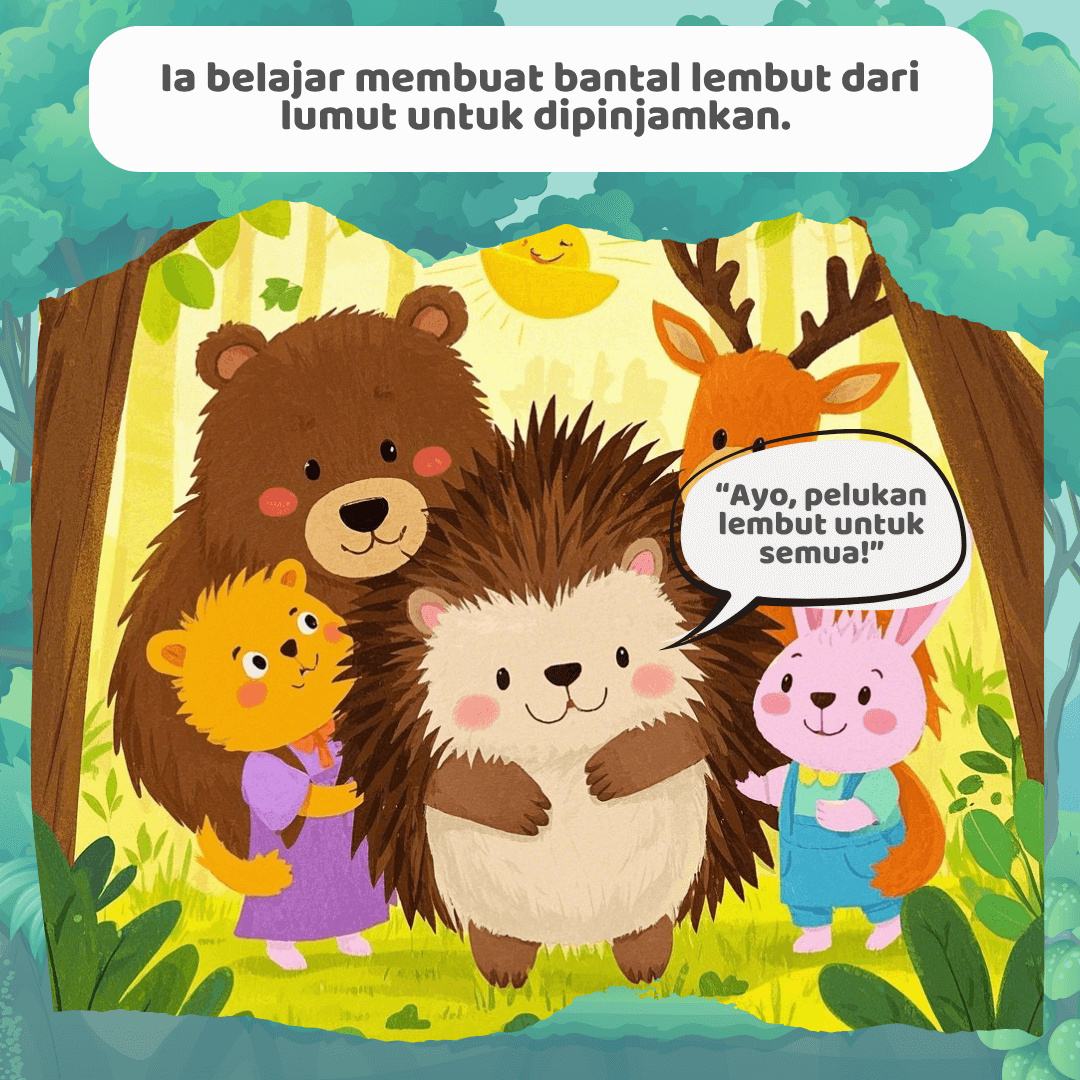 Ia belajar membuat bantal lembut dari
lumut untuk dipinjamkan.
“Ayo, pelukan
lembut untuk
semua!”